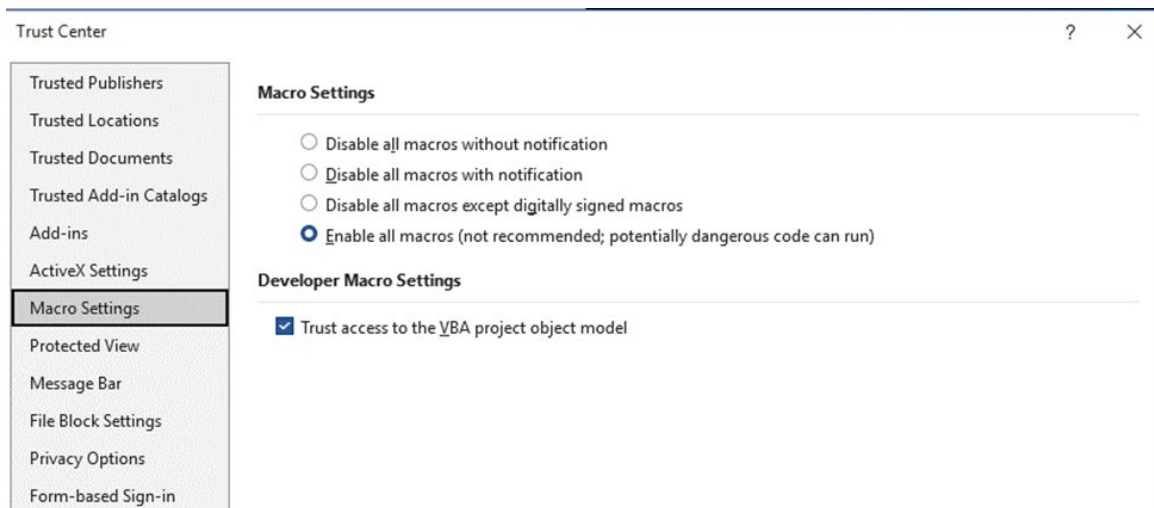 Trust Center
?
Trusted Publishers
Trusted Locations
Trusted Documents
Trusted Add-in Catalogs
Add-ins
ActiveX Settings
Macro Settings
Protected View
Message Bar
File Block Settings
Privacy Options
Form-based Sign-in
Macro Settings
Disable all macros without notification
Disable all macros with notification
Disable all macros except digitally signed macros
Enable all macros (not recommended; potentially dangerous code can run)
Developer Macro Settings
Trust access to the VBA project object model